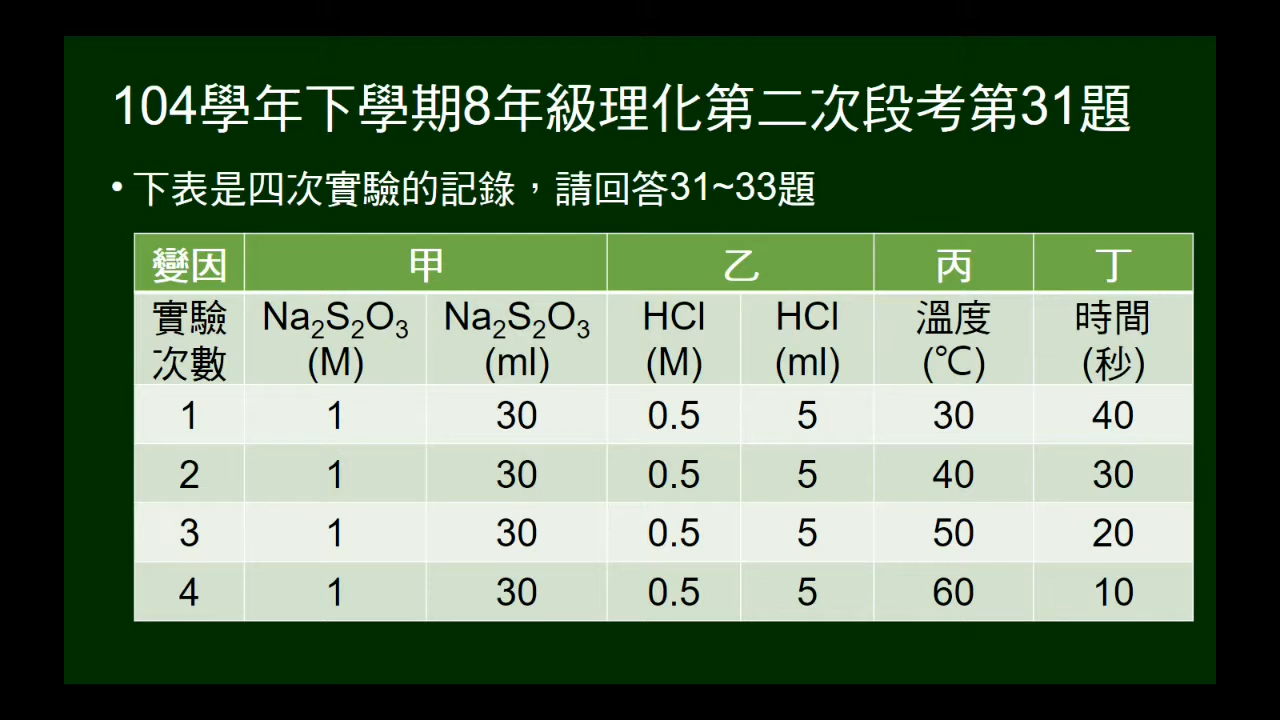 104學年下學期8年級理化第二次段考第31題
• 下表是四次實驗的記錄，請回答31~33題
變因 甲 乙 丙 丁
實驗次數 Na₂S₂O₃ (M) Na₂S₂O₃ (ml) HCl (M) HCl (ml) 溫度 (℃) 時間 (秒)
1 1 30 0.5 5 30 40
2 1 30 0.5 5 40 30
3 1 30 0.5 5 50 20
4 1 30 0.5 5 60 10